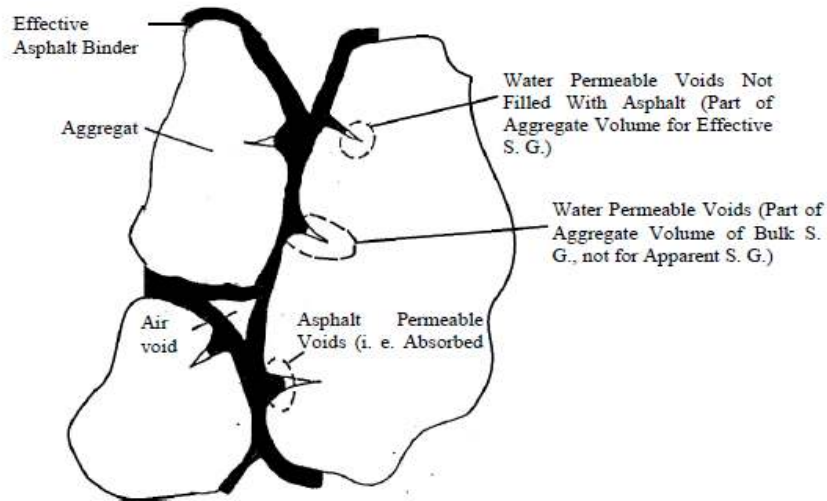 Effective
Asphalt Binder
Aggregat
Water Permeable Voids Not
Filled With Asphalt (Part of
Aggregate Volume for Effective
S. G.)
Water Permeable Voids (Part of
Aggregate Volume of Bulk S.
G., not for Apparent S. G.)
Air
void
Asphalt Permeable
Voids (i. e. Absorbed